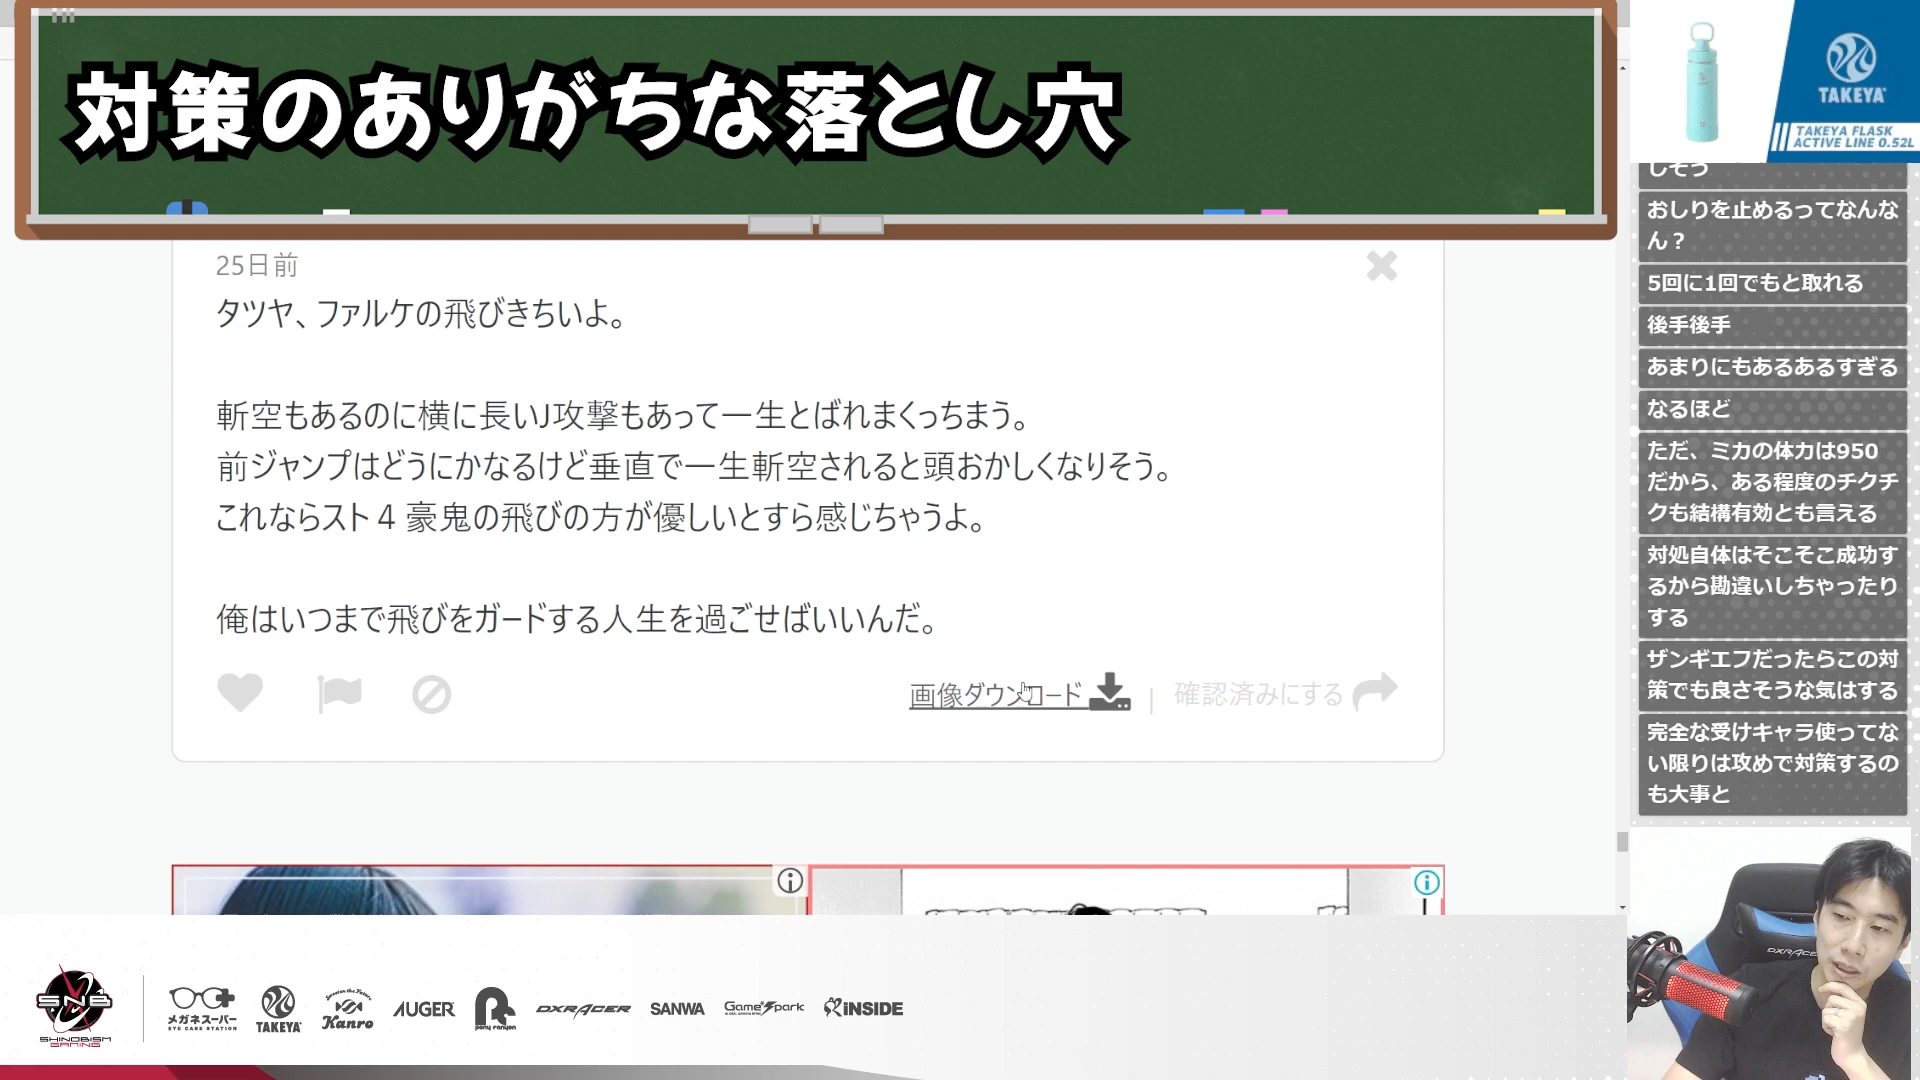 対策のありがちな落とし穴
25日前
タツヤ、ファルケの飛びきちいよ。
斬空もあるのに横に長いJ攻撃もあって一生とばれまくっちまう。
前ジャンプはどうにかなるけど垂直で一生斬空されると頭おかしくなりそう。
これならスト４豪鬼の飛びの方が優しいとすら感じちゃうよ。
俺はいつまで飛びをガードする人生を過ごせばいいんだ。
画像ダウンロード
|
確認済みにする
TAKEYA
TAKEYA FLASK
ACTIVE LINE 0.52L
しそう
おしりを止めるってなんな
ん？
5回に1回でもと取れる
後手後手
あまりにもあるあるすぎる
なるほど
ただ、ミカの体力は950
だから、ある程度のチクチ
クも結構有効とも言える
対処自体はそこそこ成功す
るから勘違いしちゃったり
する
ザンギエフだったらこの対
策でも良さそうな気はする
完全な受けキャラ使ってな
い限りは攻めで対策するの
も大事と
SNB
SHINOBISM
GAMING
メガネスーパー
EYE CARE STATION
TAKEYA
Kanro
AUGER
pony canyon
DXRACER
SANWA
Game*Spark
iNSIDE
DXRACE